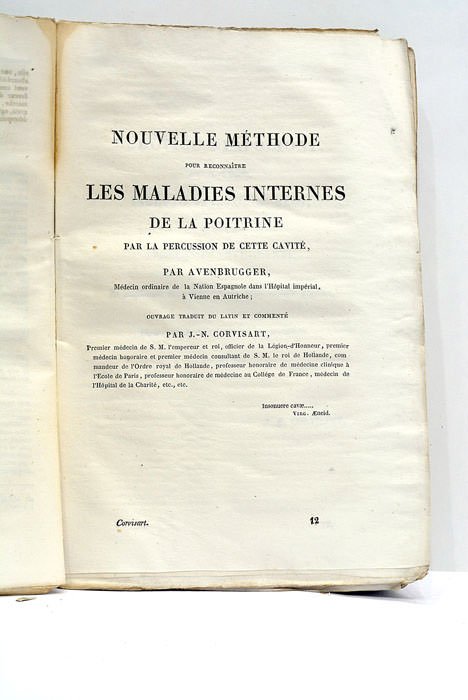 NOUVELLE MÉTHODE
POUR RECONNAÎTRE
LES MALADIES INTERNES
DE LA POITRINE
PAR LA PERCUSSION DE CETTE CAVITÉ,
PAR AVENBRUGGER,
Médecin ordinaire de la Nation Espagnole dans l'Hôpital impérial,
à Vienne en Autriche;
OUVRAGE TRADUIT DU LATIN ET COMMENTÉ
PAR J.-N. CORVISART,
Premier médecin de S. M. l'empereur et roi, officier de la Légion-d'Honneur, premier
médecin honoraire et premier médecin consultant de S. M. le roi de Hollande, com
mandeur de l'Ordre royal de Hollande, professeur honoraire de médecine clinique à
l'Ecole de Paris, professeur honoraire de médecine au Collège de France, médecin de
l'Hôpital de la Charité, etc., etc.
Insonuere cavæ.....
VIRG. Æneid.
Corvisart.
12